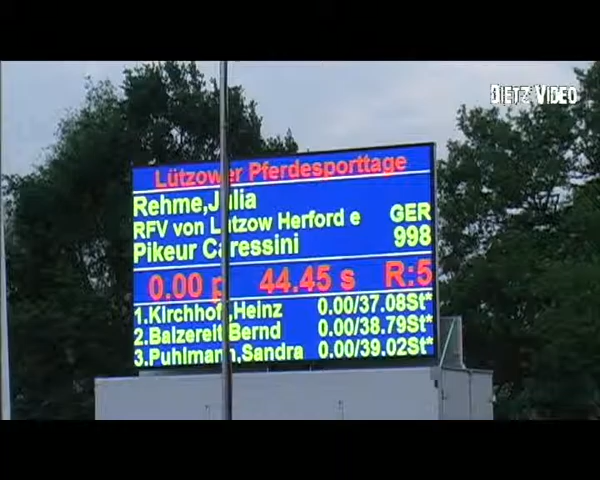 DIETZ VIDEO
Lützower Pferdesporttage
Rehme,Julia
RFV von Lützow Herford e GER
Pikeur Caressini 998
0.00 p 44.45 s R:5
1.Kirchhoff,Heinz 0.00/37.08St*
2.Balzereit,Bernd 0.00/38.79St*
3.Puhlmann,Sandra 0.00/39.02St*